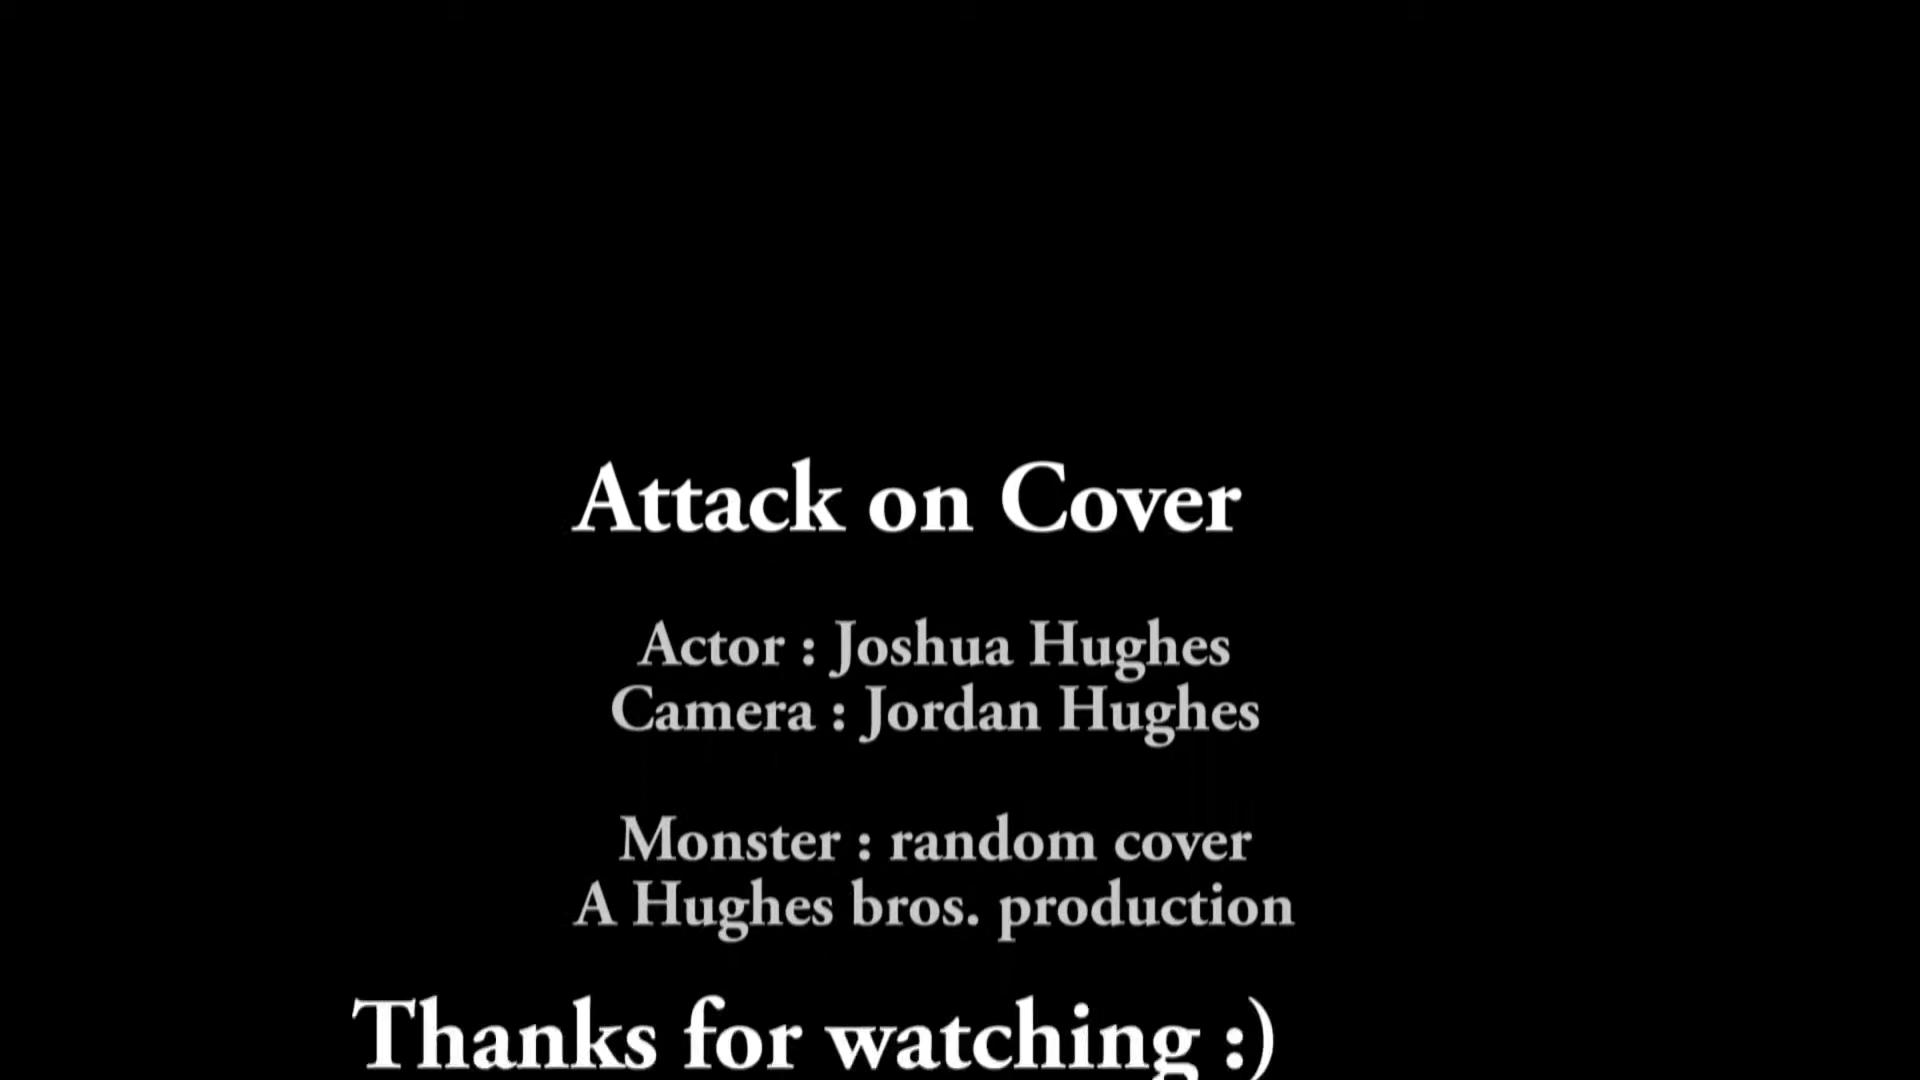 Attack on Cover
Actor : Joshua Hughes
Camera : Jordan Hughes
Monster : random cover
A Hughes bros. production
Thanks for watching :)